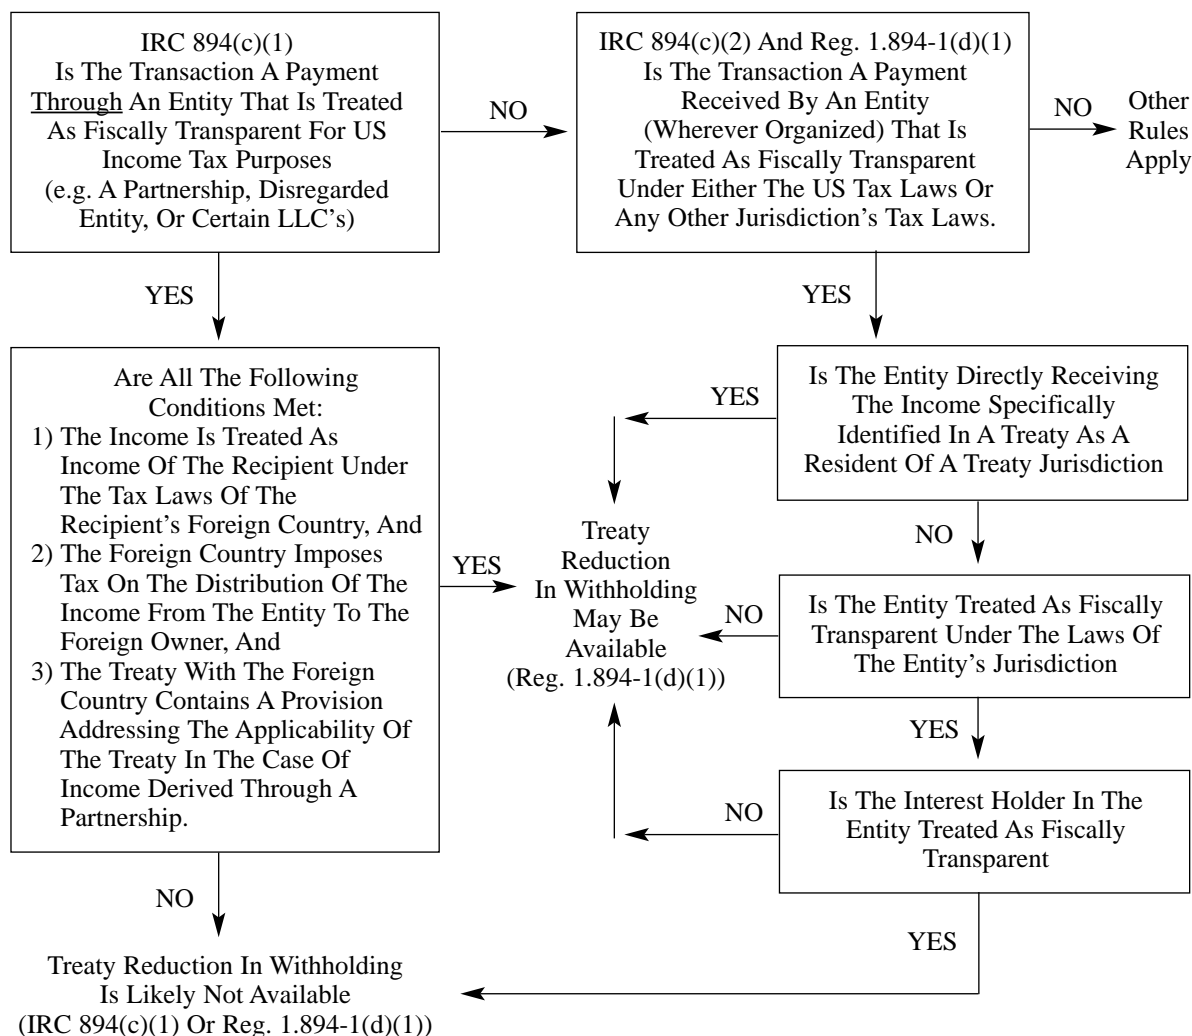 IRC 894(c)(1)
Is The Transaction A Payment
Through An Entity That Is Treated
As Fiscally Transparent For US
Income Tax Purposes
(e.g. A Partnership, Disregarded
Entity, Or Certain LLC's)
NO
IRC 894(c)(2) And Reg. 1.894-1(d)(1)
Is The Transaction A Payment
Received By An Entity
(Wherever Organized) That Is
Treated As Fiscally Transparent
Under Either The US Tax Laws Or
Any Other Jurisdiction's Tax Laws.
NO
Other
Rules
Apply
YES
YES
Are All The Following
Conditions Met:
1) The Income Is Treated As
Income Of The Recipient Under
The Tax Laws Of The
Recipient's Foreign Country, And
2) The Foreign Country Imposes
Tax On The Distribution Of The
Income From The Entity To The
Foreign Owner, And
3) The Treaty With The Foreign
Country Contains A Provision
Addressing The Applicability Of
The Treaty In The Case Of
Income Derived Through A
Partnership.
YES
Treaty
Reduction
In Withholding
May Be
Available
(Reg. 1.894-1(d)(1))
YES
Is The Entity Directly Receiving
The Income Specifically
Identified In A Treaty As A
Resident Of A Treaty Jurisdiction
NO
NO
Is The Entity Treated As Fiscally
Transparent Under The Laws Of
The Entity's Jurisdiction
YES
NO
Is The Interest Holder In The
Entity Treated As Fiscally
Transparent
NO
YES
Treaty Reduction In Withholding
Is Likely Not Available
(IRC 894(c)(1) Or Reg. 1.894-1(d)(1))